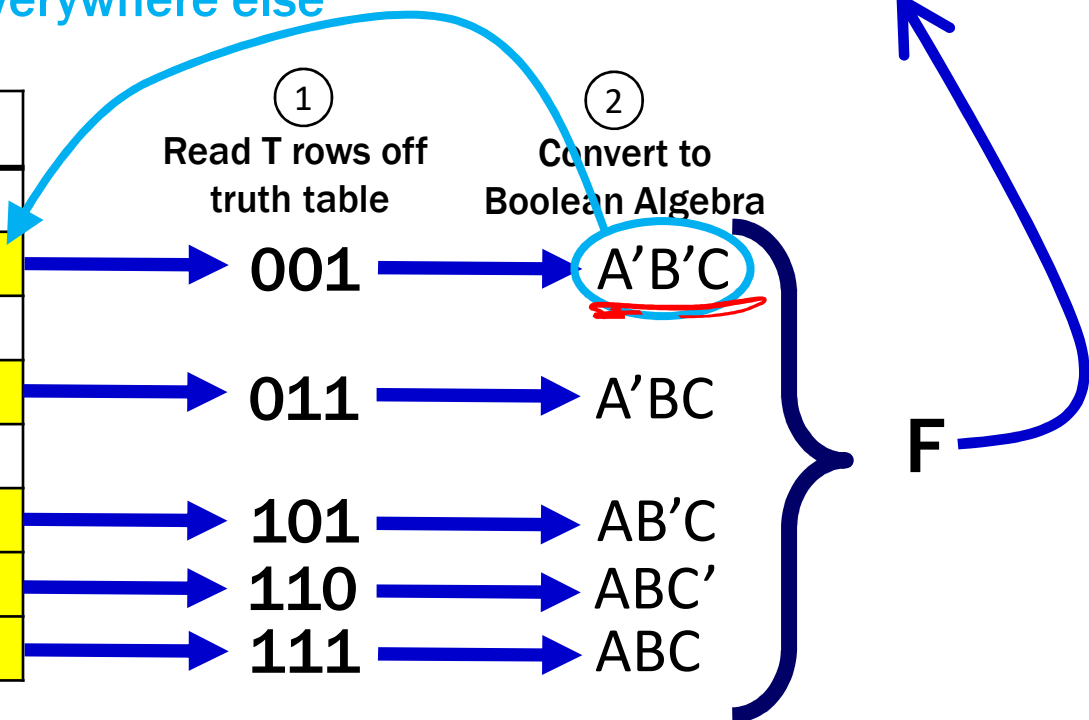 else
1
Read T rows off
truth table
2
Convert to
Boolean Algebra
001
A’B’C
011
A’BC
F
101
AB’C
110
ABC’
111
ABC